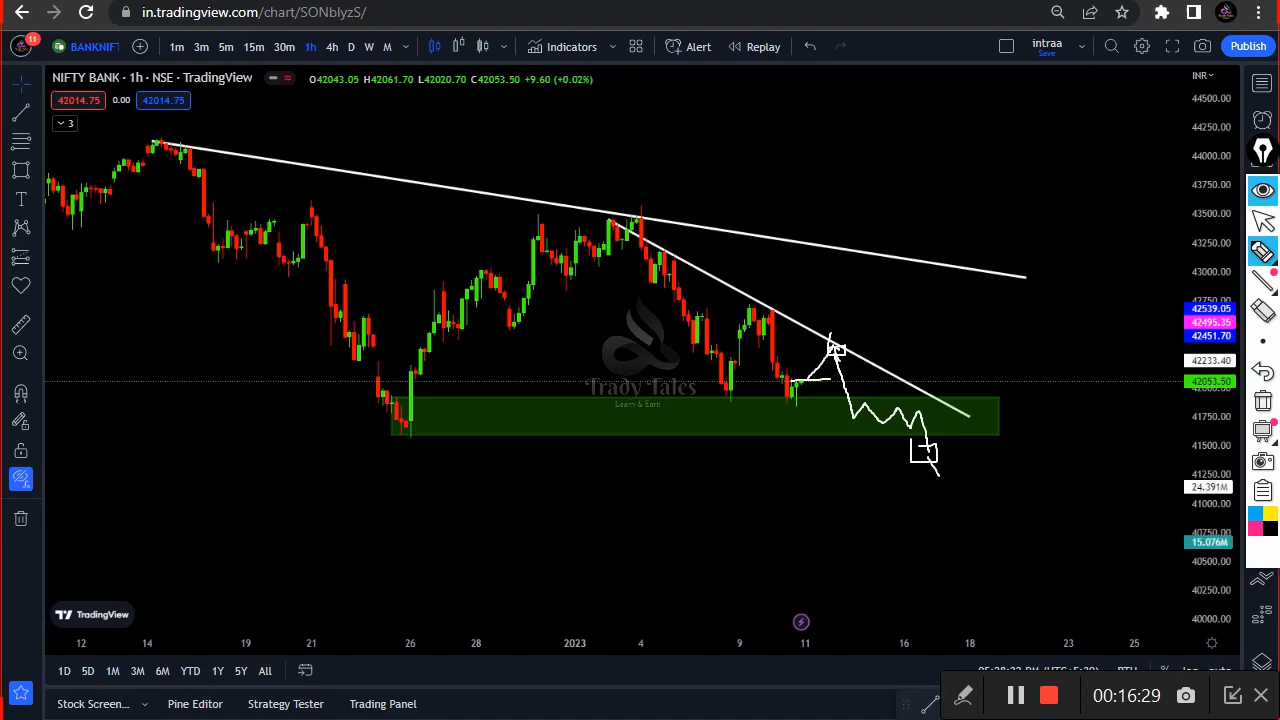 in.tradingview.com/chart/SONblyzS/
11
BANKNIFT 1m 3m 5m 15m 30m 1h 4h D W M Indicators Alert Replay intraa Save Publish
NIFTY BANK · 1h · NSE · TradingView O42043.05 H42061.70 L42020.70 C42053.50 +9.60 (+0.02%) INR
42014.75 0.00 42014.75
3
44500.00
44250.00
44000.00
43750.00
43500.00
43250.00
43000.00
42750.00
42539.05
42495.35
42451.70
42233.40
42053.50
42000.00
41750.00
41500.00
41250.00
24.391M
41000.00
40750.00
15.076M
40500.00
40250.00
40000.00
Trady Tales
Learn & Earn
TradingView
12 14 19 21 26 28 2023 4 9 11 16 18 23 25
1D 5D 1M 3M 6M YTD 1Y 5Y All
Stock Screen... Pine Editor Strategy Tester Trading Panel
00:16:29